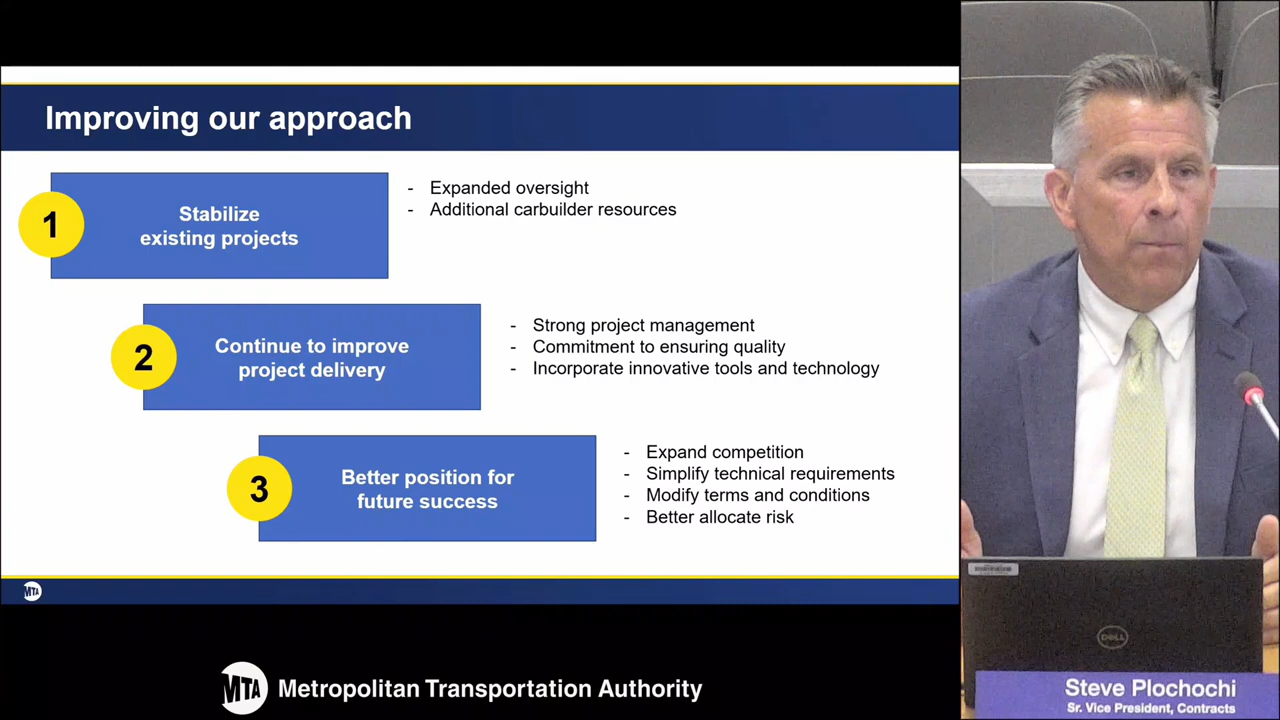 Improving our approach
1
Stabilize
existing projects
- Expanded oversight
- Additional carbuilder resources
2
Continue to improve
project delivery
- Strong project management
- Commitment to ensuring quality
- Incorporate innovative tools and technology
3
Better position for
future success
- Expand competition
- Simplify technical requirements
- Modify terms and conditions
- Better allocate risk
MTA
MTA Metropolitan Transportation Authority
DELL
Steve Plochochi
Sr. Vice President, Contracts